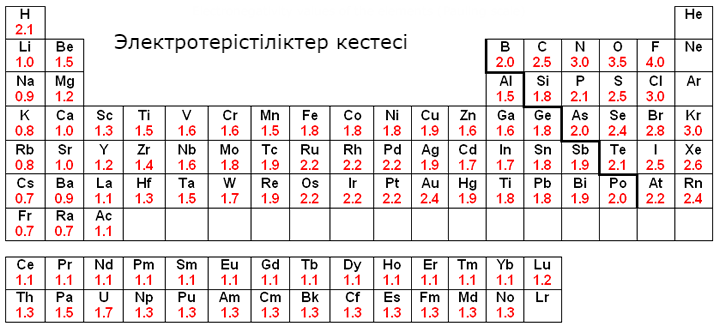 H He
2.1
Электротерістіліктер кестесі
Li Be B C N O F Ne
1.0 1.5 2.0 2.5 3.0 3.5 4.0
Na Mg Al Si P S Cl Ar
0.9 1.2 1.5 1.8 2.1 2.5 3.0
K Ca Sc Ti V Cr Mn Fe Co Ni Cu Zn Ga Ge As Se Br Kr
0.8 1.0 1.3 1.5 1.6 1.6 1.5 1.8 1.8 1.8 1.9 1.6 1.6 1.8 2.0 2.4 2.8 3.0
Rb Sr Y Zr Nb Mo Tc Ru Rh Pd Ag Cd In Sn Sb Te I Xe
0.8 1.0 1.2 1.4 1.6 1.8 1.9 2.2 2.2 2.2 1.9 1.7 1.7 1.8 1.9 2.1 2.5 2.6
Cs Ba La Hf Ta W Re Os Ir Pt Au Hg Ti Pb Bi Po At Rn
0.7 0.9 1.1 1.3 1.5 1.7 1.9 2.2 2.2 2.2 2.4 1.9 1.8 1.8 1.9 2.0 2.2 2.4
Fr Ra Ac
0.7 0.7 1.1
Ce Pr Nd Pm Sm Eu Gd Tb Dy Ho Er Tm Yb Lu
1.1 1.1 1.1 1.1 1.1 1.1 1.1 1.1 1.1 1.1 1.1 1.1 1.1 1.2
Th Pa U Np Pu Am Cm Bk Cf Es Fm Md No Lr
1.3 1.5 1.7 1.3 1.3 1.3 1.3 1.3 1.3 1.3 1.3 1.3 1.3